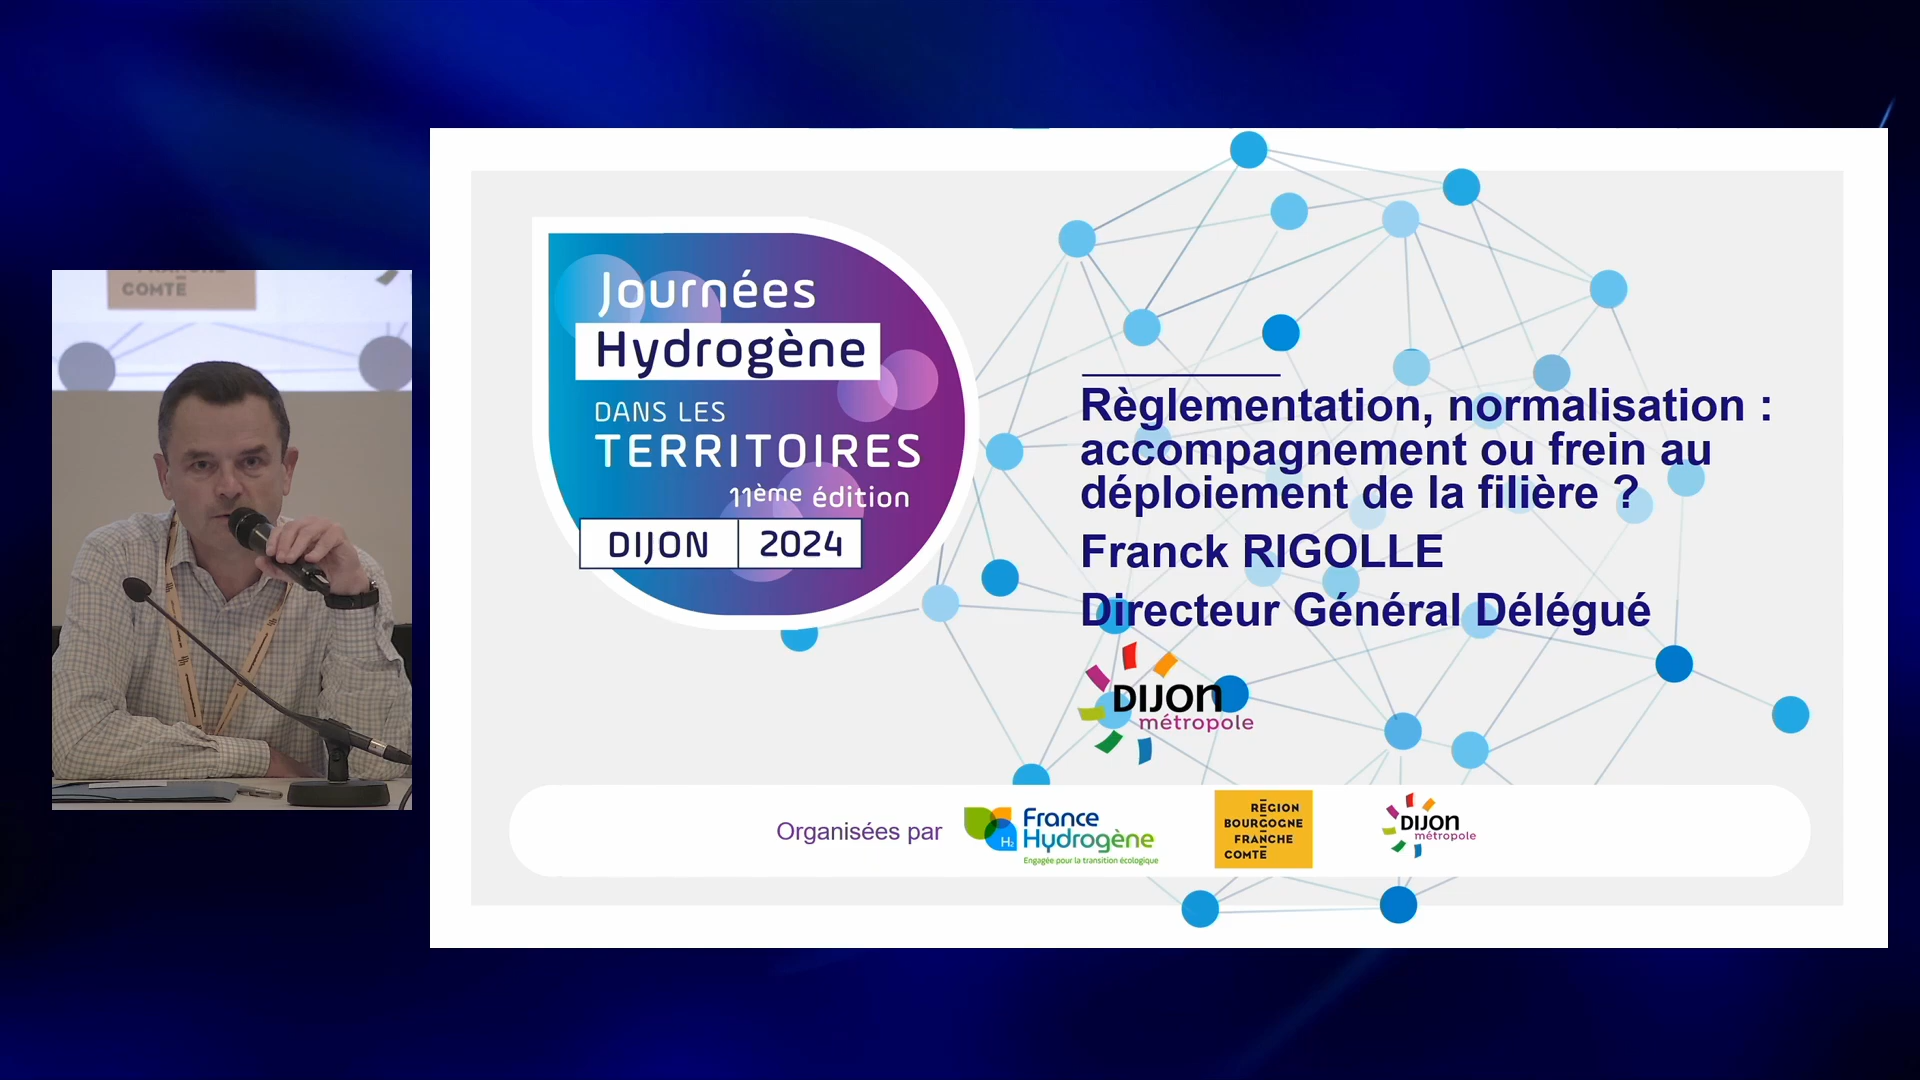 COMTE
Journées
Hydrogène
DANS LES
TERRITOIRES
11ème édition
DIJON 2024
Règlementation, normalisation :
accompagnement ou frein au
déploiement de la filière ?
Franck RIGOLLE
Directeur Général Délégué
DIJON
métropole
Organisées par
France
Hydrogène
H₂
Engagée pour la transition écologique
RÉGION
BOURGOGNE
FRANCHE
COMTÉ
DIJON
métropole